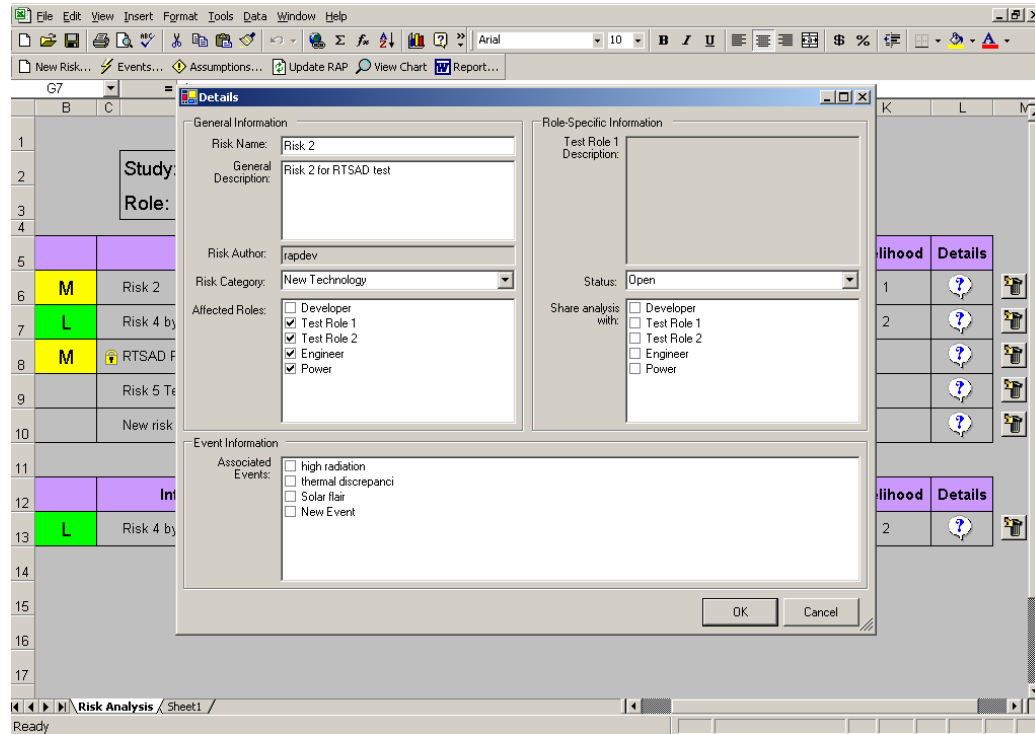 File Edit View Insert Format Tools Data Window Help
Arial 10 B I U $ %
New Risk... Events... Assumptions... Update RAP View Chart Report...
G7 =
B C K L M
Details
General Information
Risk Name: Risk 2
General Description: Risk 2 for RTSAD test
Risk Author: rapdev
Risk Category: New Technology
Affected Roles:
Developer
Test Role 1
Test Role 2
Engineer
Power
Role-Specific Information
Test Role 1
Description:
Status: Open
Share analysis with:
Developer
Test Role 1
Test Role 2
Engineer
Power
Event Information
Associated Events:
high radiation
thermal discrepanci
Solar flair
New Event
OK Cancel
1
2 Study:
3 Role:
4
5 Details
6 M Risk 2 1
7 L Risk 4 by 2
8 M RTSAD
9 Risk 5
10 New risk
11
12 Details
13 L Risk 4 by 2
14
15
16
17
Risk Analysis Sheet1
Ready